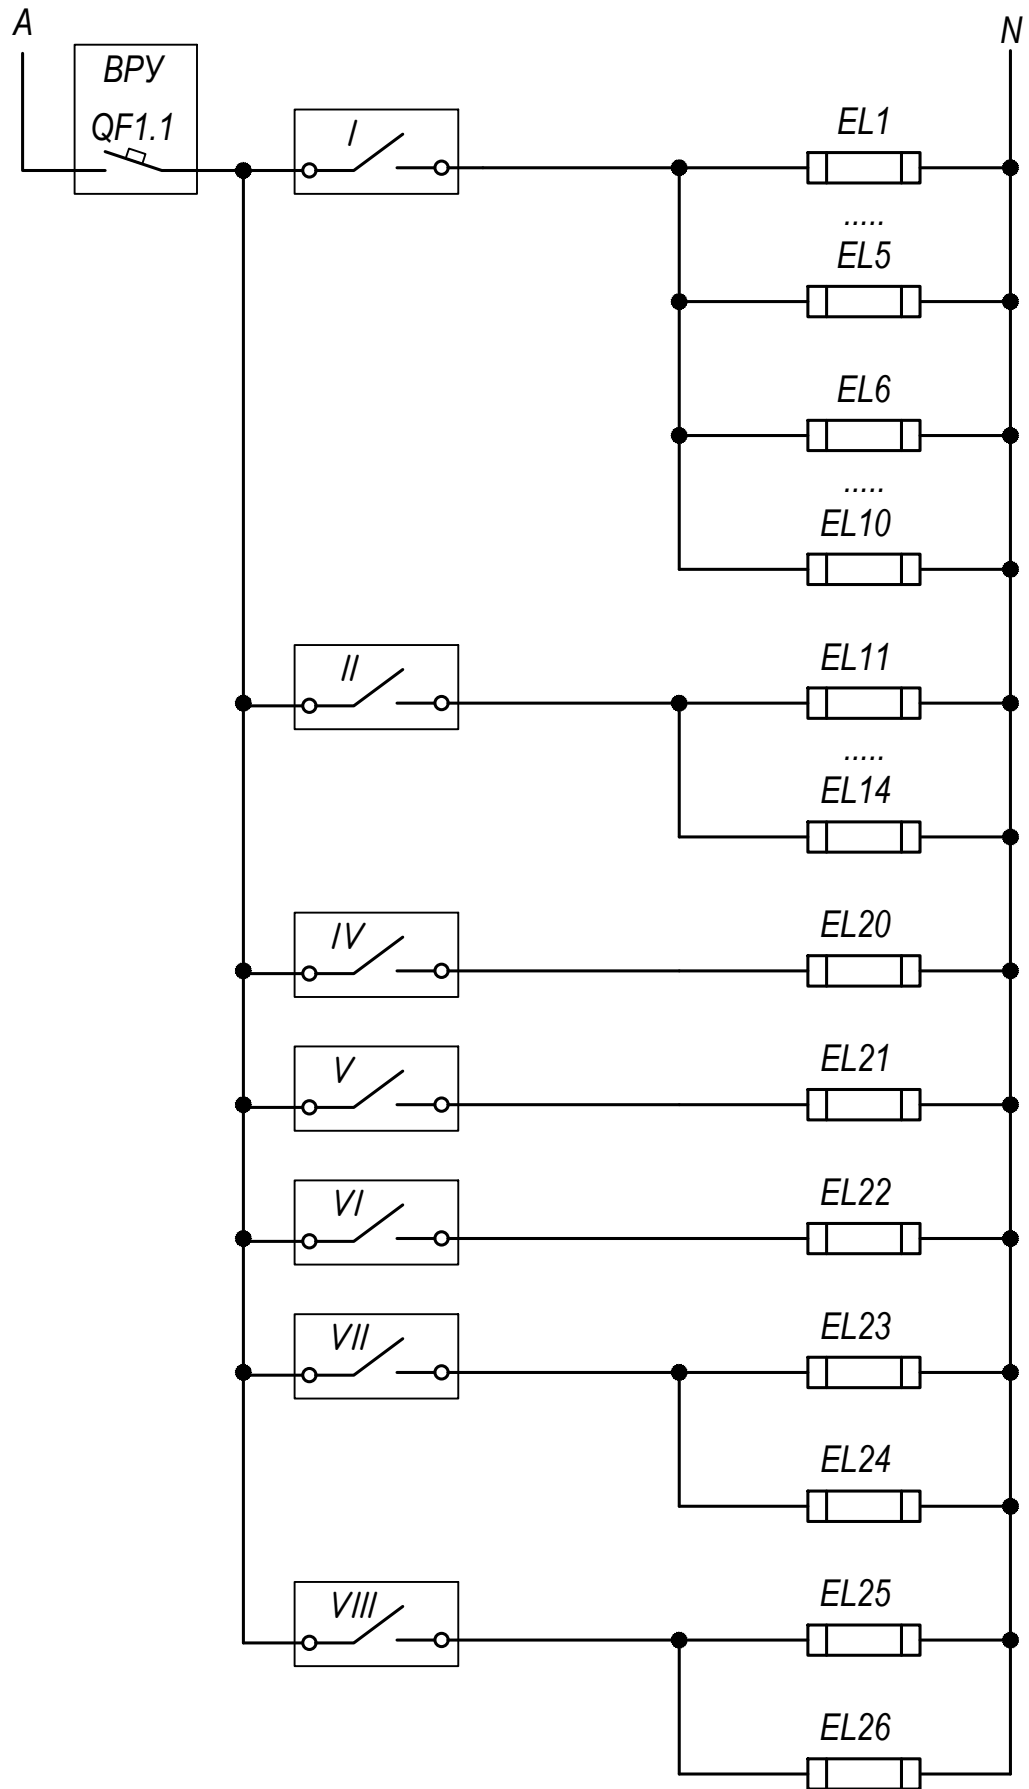 A
N
ВРУ
QF1.1
I
EL1
.....
EL5
EL6
.....
EL10
II
EL11
.....
EL14
IV
EL20
V
EL21
VI
EL22
VII
EL23
EL24
VIII
EL25
EL26